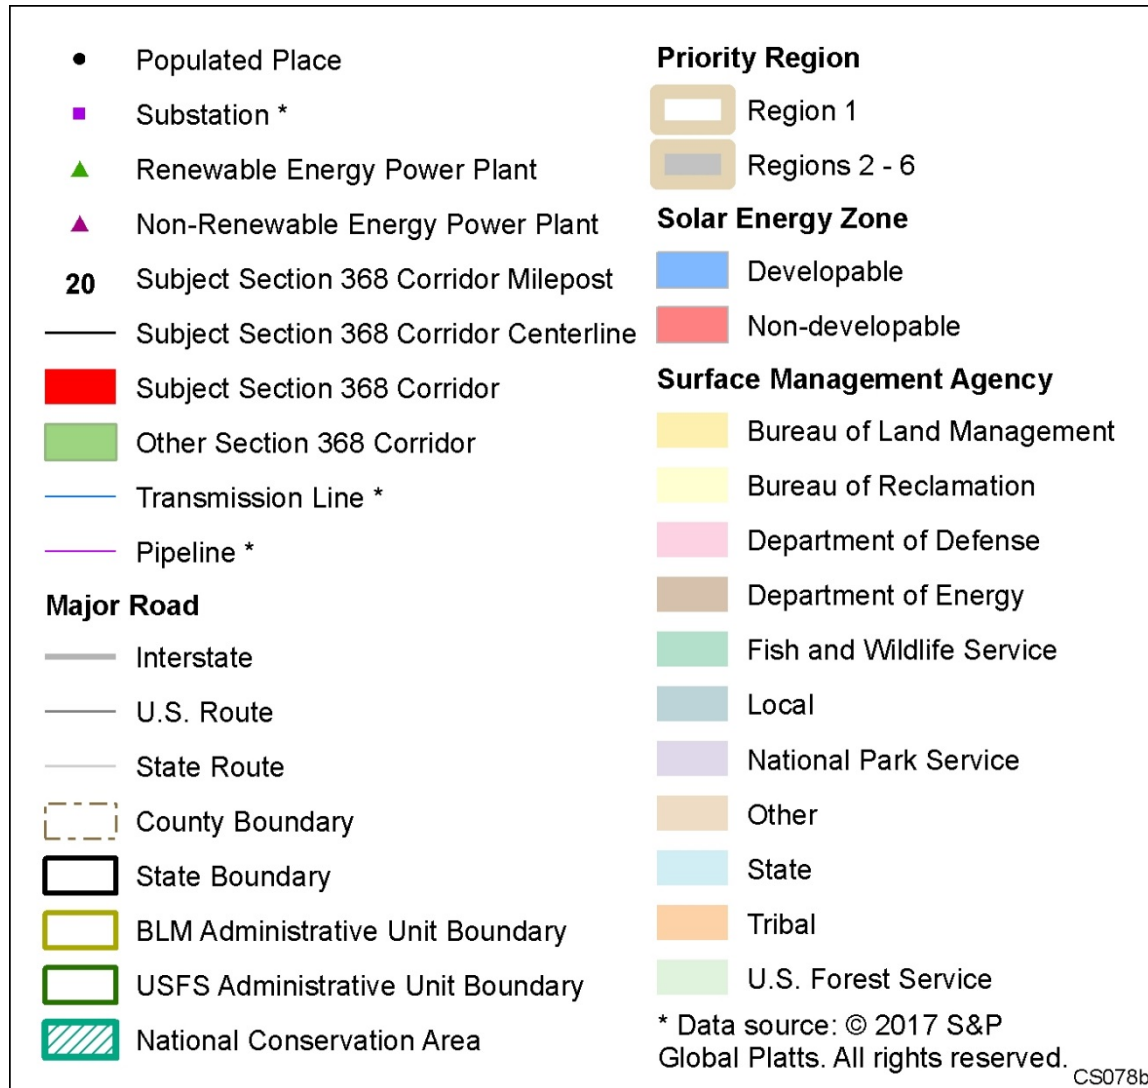 Populated Place
Substation *
Renewable Energy Power Plant
Non-Renewable Energy Power Plant
20 Subject Section 368 Corridor Milepost
Subject Section 368 Corridor Centerline
Subject Section 368 Corridor
Other Section 368 Corridor
Transmission Line *
Pipeline *
Major Road
Interstate
U.S. Route
State Route
County Boundary
State Boundary
BLM Administrative Unit Boundary
USFS Administrative Unit Boundary
National Conservation Area
Priority Region
Region 1
Regions 2 - 6
Solar Energy Zone
Developable
Non-developable
Surface Management Agency
Bureau of Land Management
Bureau of Reclamation
Department of Defense
Department of Energy
Fish and Wildlife Service
Local
National Park Service
Other
State
Tribal
U.S. Forest Service
* Data source: © 2017 S&P
Global Platts. All rights reserved.
CS078b